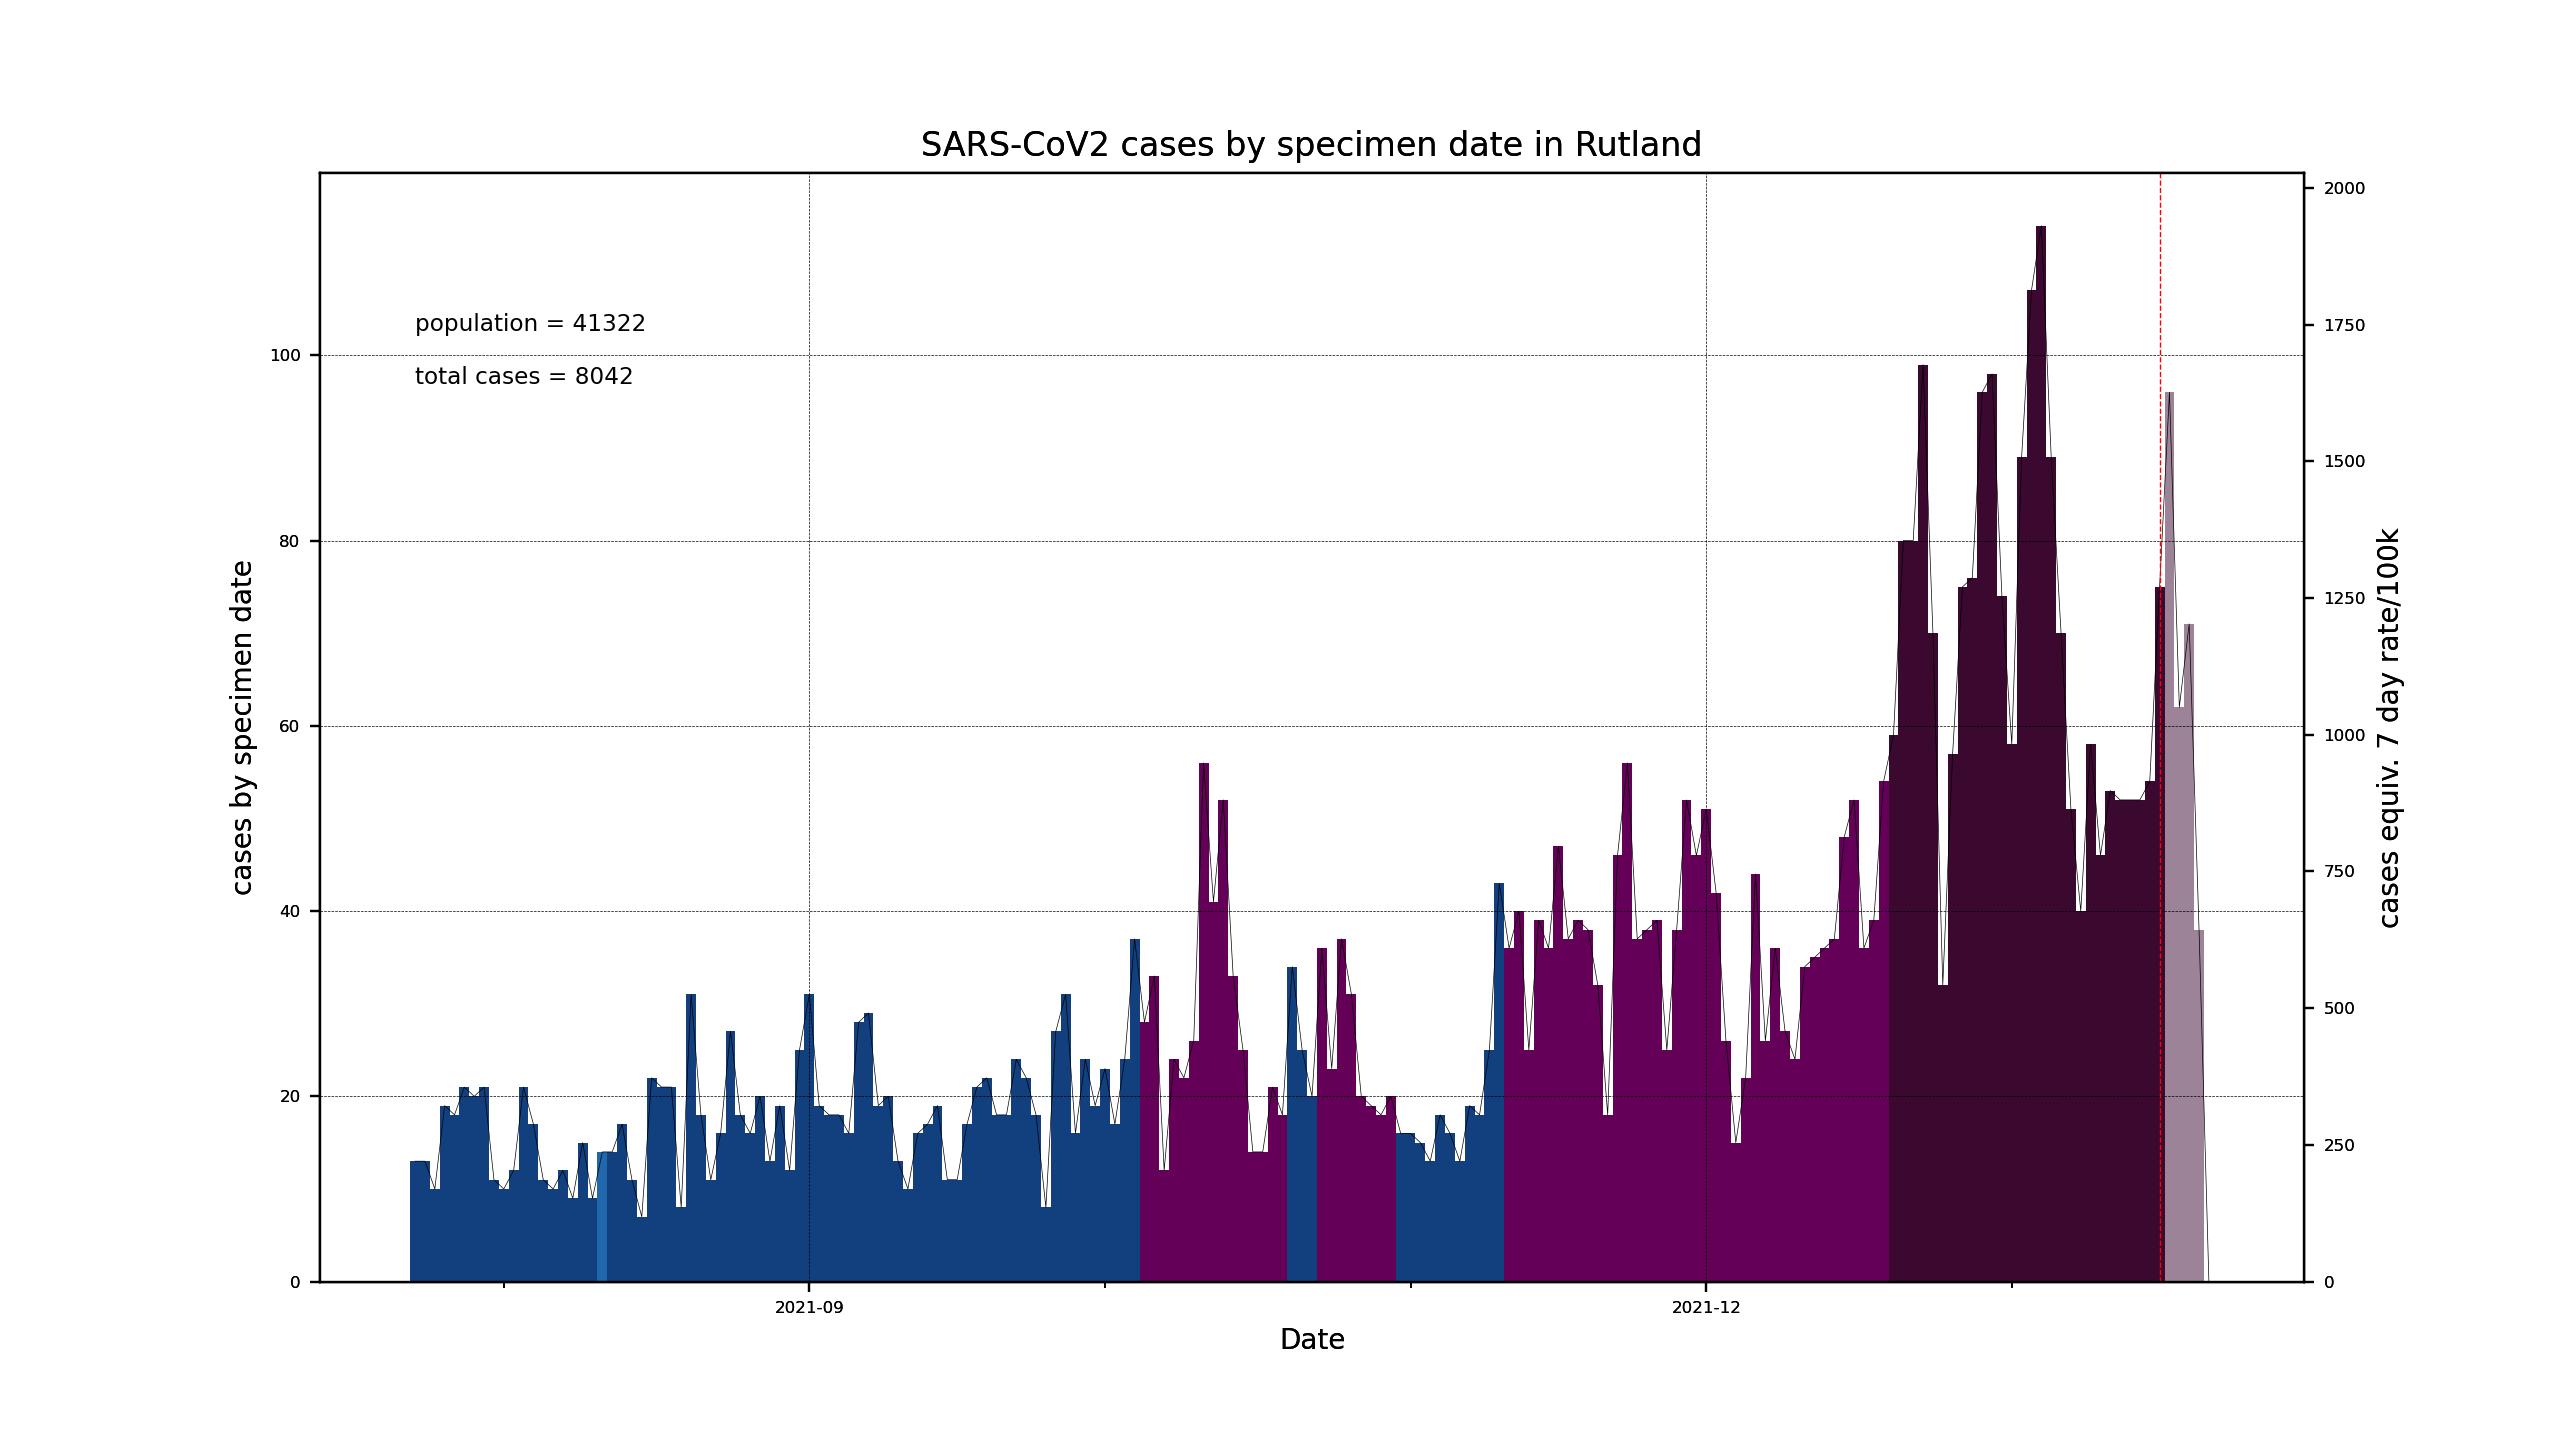 SARS-CoV2 cases by specimen date in Rutland
population = 41322
total cases = 8042
cases by specimen date
100
80
60
40
20
0
2000
1750
1500
1250
1000
750
500
250
0
cases equiv. 7 day rate/100k
2021-09
2021-12
Date